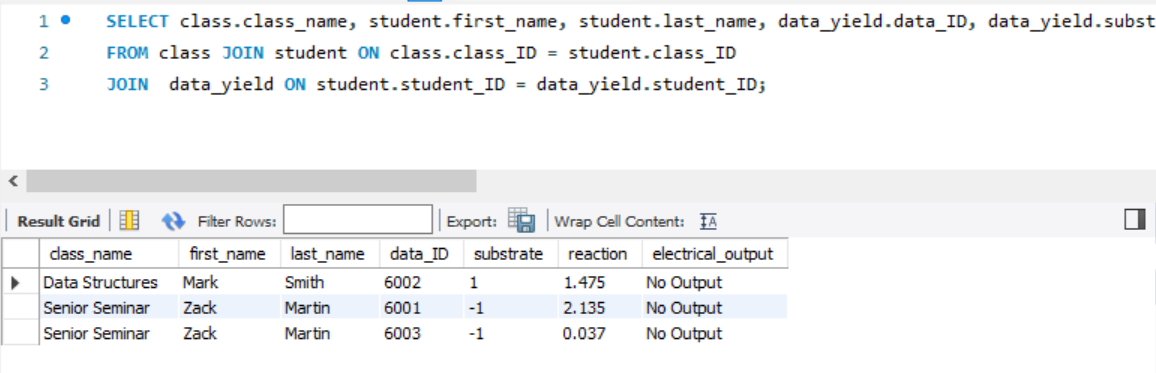 1 SELECT class.class_name, student.first_name, student.last_name, data_yield.data_ID, data_yield.subst
2 FROM class JOIN student ON class.class_ID = student.class_ID
3 JOIN  data_yield ON student.student_ID = data_yield.student_ID;
Result Grid Filter Rows: Export: Wrap Cell Content: IA
class_name first_name last_name data_ID substrate reaction electrical_output
Data Structures Mark Smith 6002 1 1.475 No Output
Senior Seminar Zack Martin 6001 -1 2.135 No Output
Senior Seminar Zack Martin 6003 -1 0.037 No Output